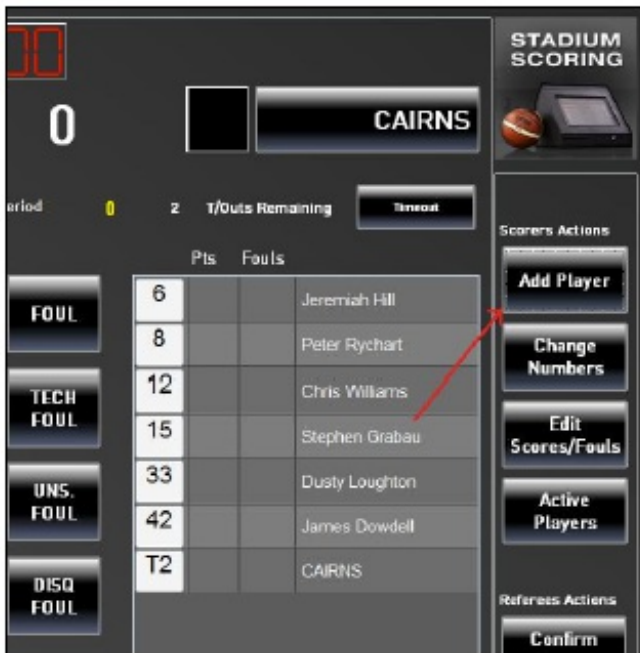 00
STADIUM
SCORING
0
CAIRNS
eriod 0 2 T/Outs Remaining Timeout
Scorers Actions
Pts Fouls
Add Player
6 Jeremiah Hill
FOUL
8 Peter Rychart
Change
Numbers
12 Chris Williams
TECH
FOUL
15 Stephen Grabau
Edit
Scores/Fouls
33 Dusty Loughton
UNS.
FOUL
42 James Dowdell
Active
Players
T2 CAIRNS
DISQ
FOUL
Referees Actions
Confirm